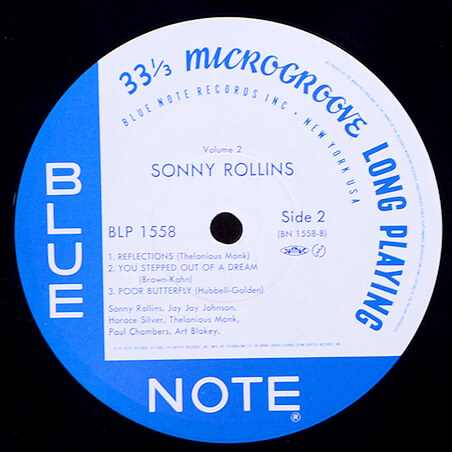 33⅓ MICROGROOVE LONG PLAYING
BLUE NOTE RECORDS INC • NEW YORK USA
Volume 2
SONNY ROLLINS
BLP 1558
Side 2
(BN 1558-B)
JASRAC
1. REFLECTIONS (Thelonious Monk)
2. YOU STEPPED OUT OF A DREAM
(Brown-Kahn)
3. POOR BUTTERFLY (Hubbell-Golden)
Sonny Rollins, Jay Jay Johnson,
Horace Silver, Thelonious Monk,
Paul Chambers, Art Blakey.
BLUE
NOTE®